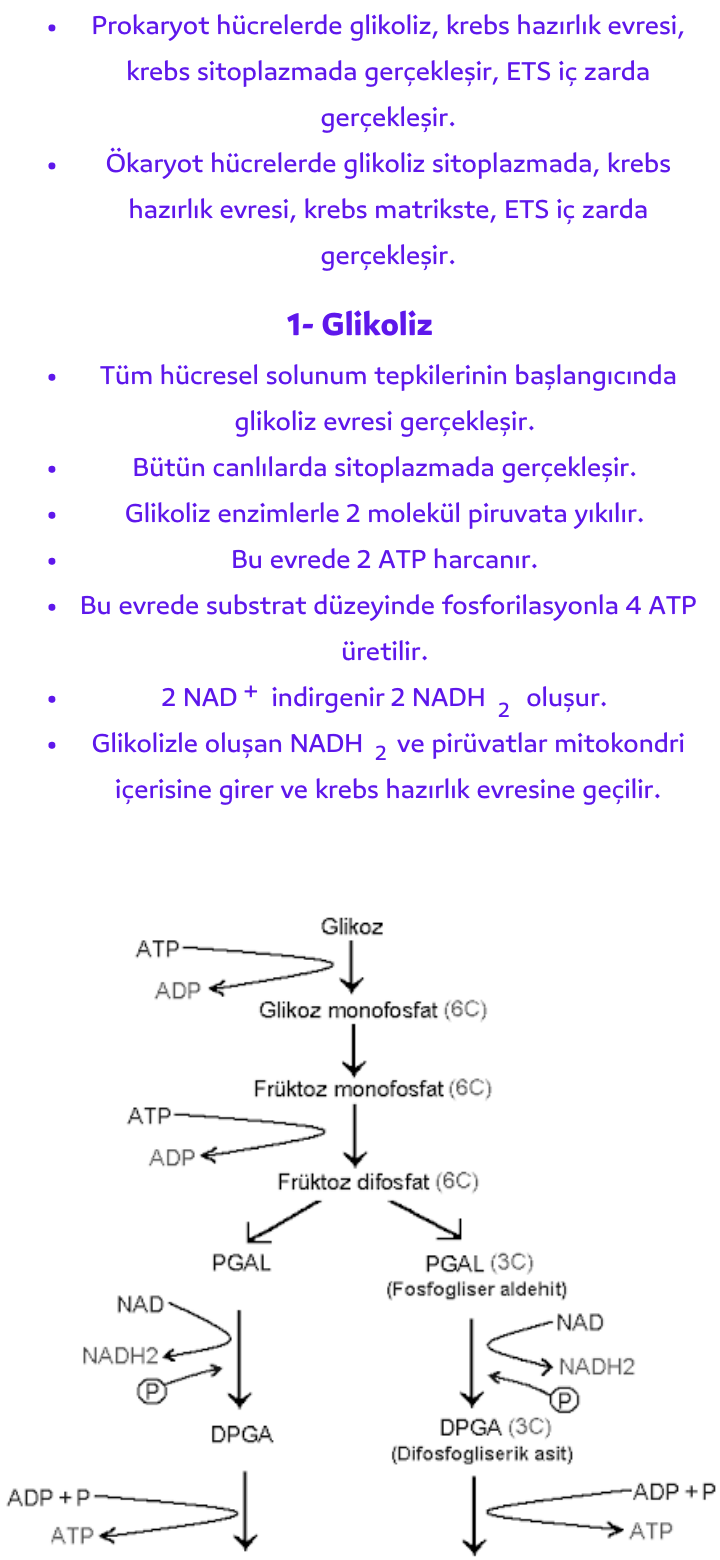 • Prokaryot hücrelerde glikoliz, krebs hazırlık evresi,
krebs sitoplazmada gerçekleşir, ETS iç zarda
gerçekleşir.
• Ökaryot hücrelerde glikoliz sitoplazmada, krebs
hazırlık evresi, krebs matrikste, ETS iç zarda
gerçekleşir.
1- Glikoliz
• Tüm hücresel solunum tepkilerinin başlangıcında
glikoliz evresi gerçekleşir.
• Bütün canlılarda sitoplazmada gerçekleşir.
• Glikoliz enzimlerle 2 molekül piruvata yıkılır.
• Bu evrede 2 ATP harcanır.
• Bu evrede substrat düzeyinde fosforilasyonla 4 ATP
üretilir.
• 2 NAD + indirgenir 2 NADH 2 oluşur.
• Glikolizle oluşan NADH 2 ve pirüvatlar mitokondri
içerisine girer ve krebs hazırlık evresine geçilir.
Glikoz
ATP
ADP
Glikoz monofosfat (6C)
Früktoz monofosfat (6C)
ATP
ADP
Früktoz difosfat (6C)
PGAL PGAL (3C)
(Fosfogliser aldehit)
NAD NAD
NADH2 NADH2
P P
DPGA DPGA (3C)
(Difosfogliserik asit)
ADP + P ADP + P
ATP ATP